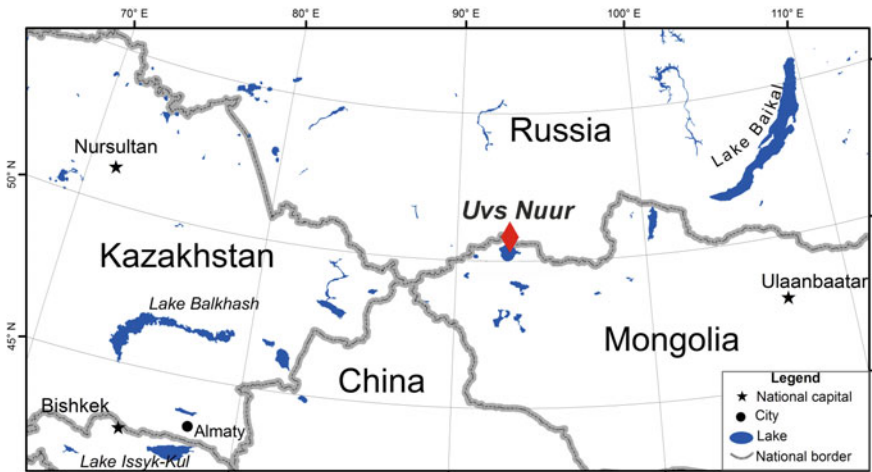 70° E
80° E
90° E
100° E
110° E
50° N
45° N
Nursultan
Russia
Lake Baikal
Uvs Nuur
Kazakhstan
Ulaanbaatar
Lake Balkhash
Mongolia
China
Bishkek
Almaty
Lake Issyk-Kul
Legend
National capital
City
Lake
National border